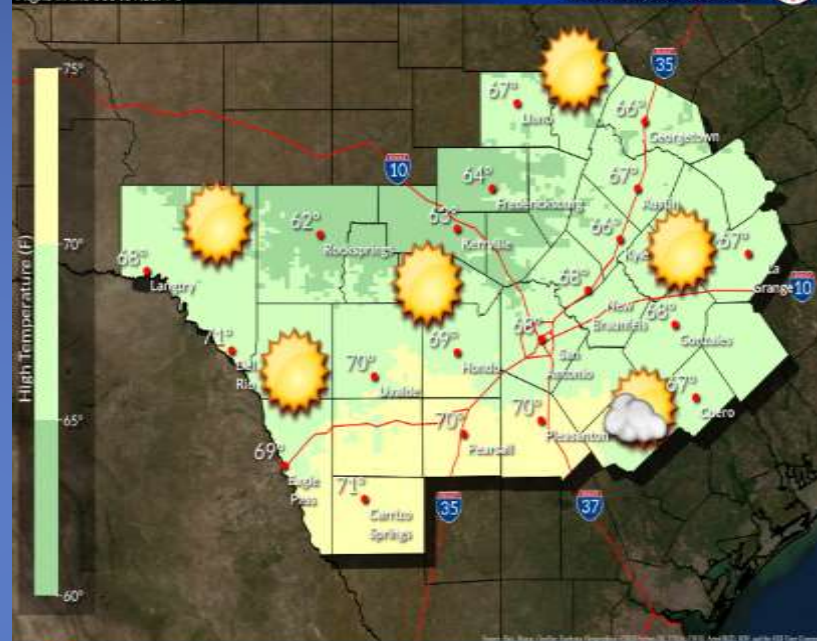 75°
70°
65°
60°
High Temperature (F)
35
67°
Llano
66°
Georgetown
10
64°
Fredericksburg
67°
Austin
62°
Rocksprings
63°
Kerrville
66°
Kyle
67°
La
Grange
68°
Langtry
68°
New
Braunfels
10
71°
Del
Rio
69°
Hondo
68°
San
Antonio
68°
Gonzales
70°
Uvalde
67°
Cuero
70°
Pearsall
70°
Pleasanton
69°
Eagle
Pass
71°
Carrizo
Springs
35
37